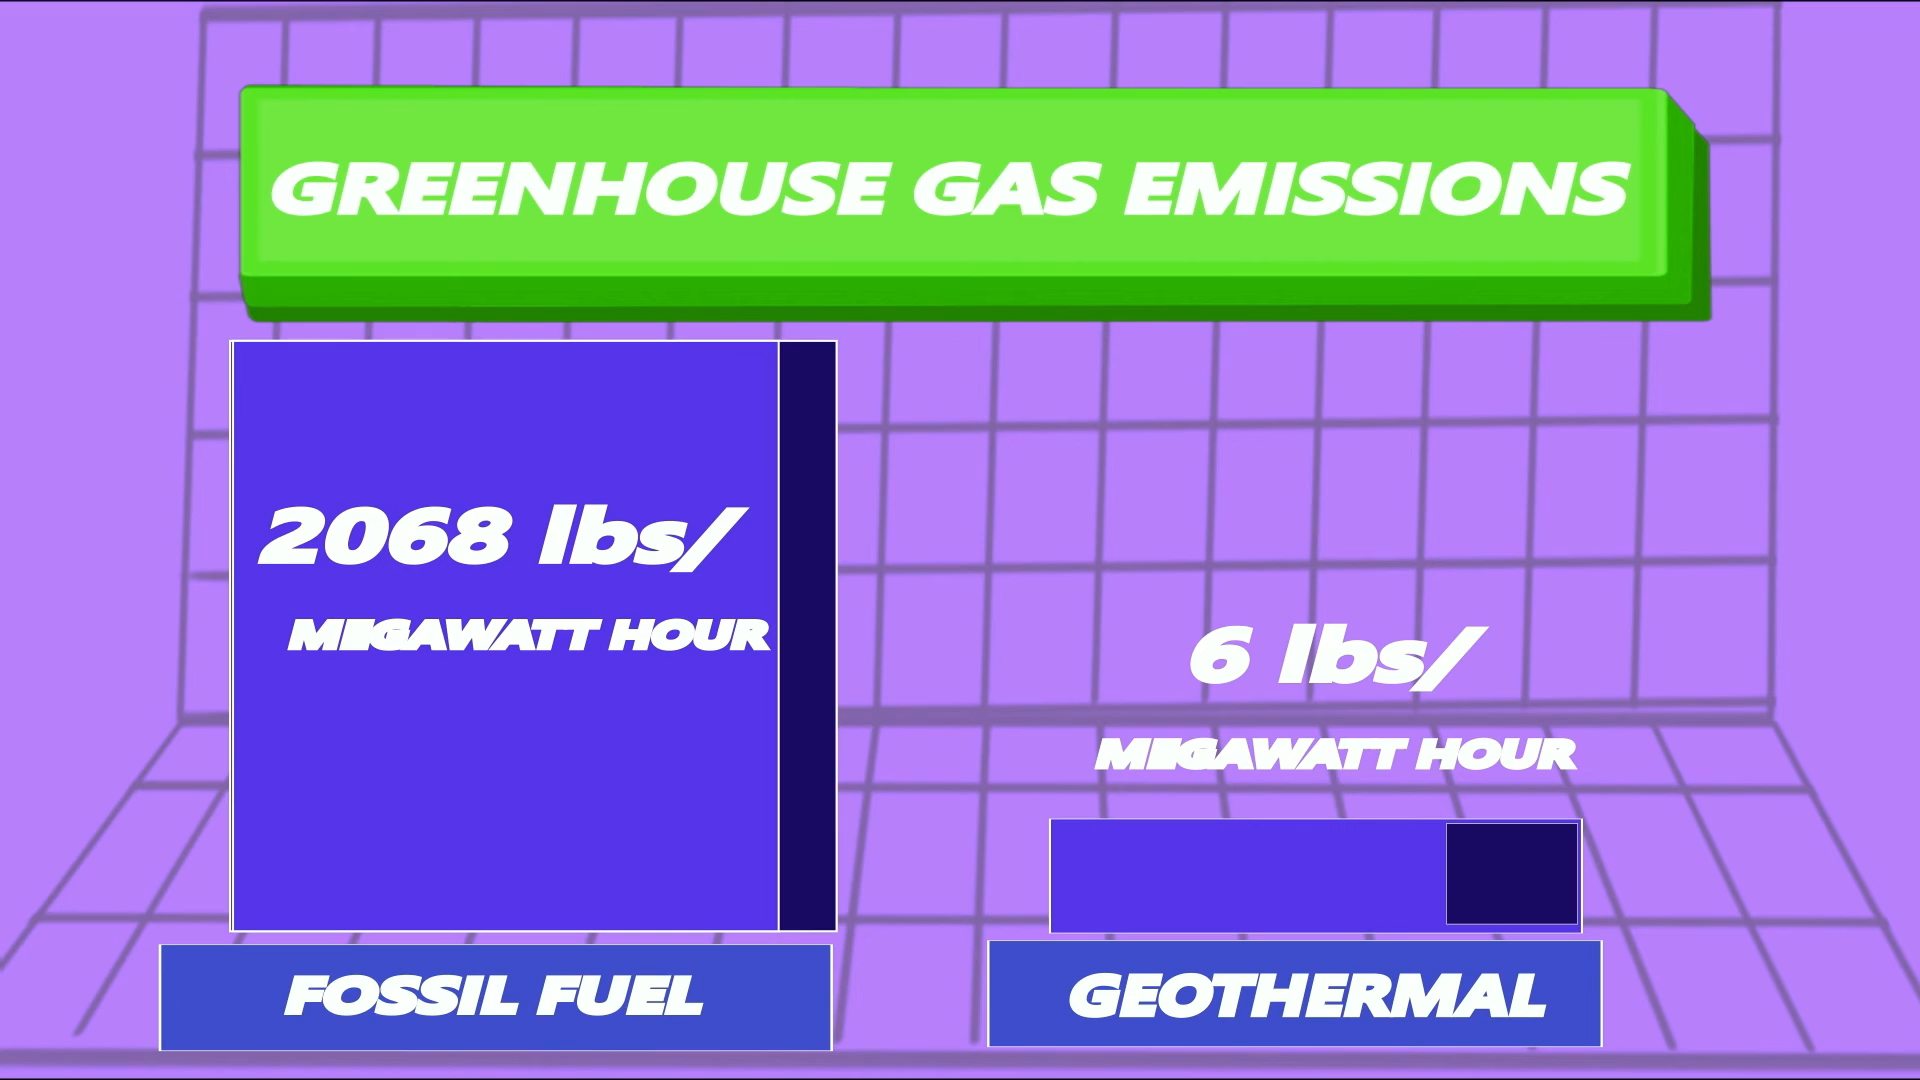 GREENHOUSE GAS EMISSIONS
2068 lbs/
MEGAWATT HOUR
6 lbs/
MEGAWATT HOUR
FOSSIL FUEL
GEOTHERMAL